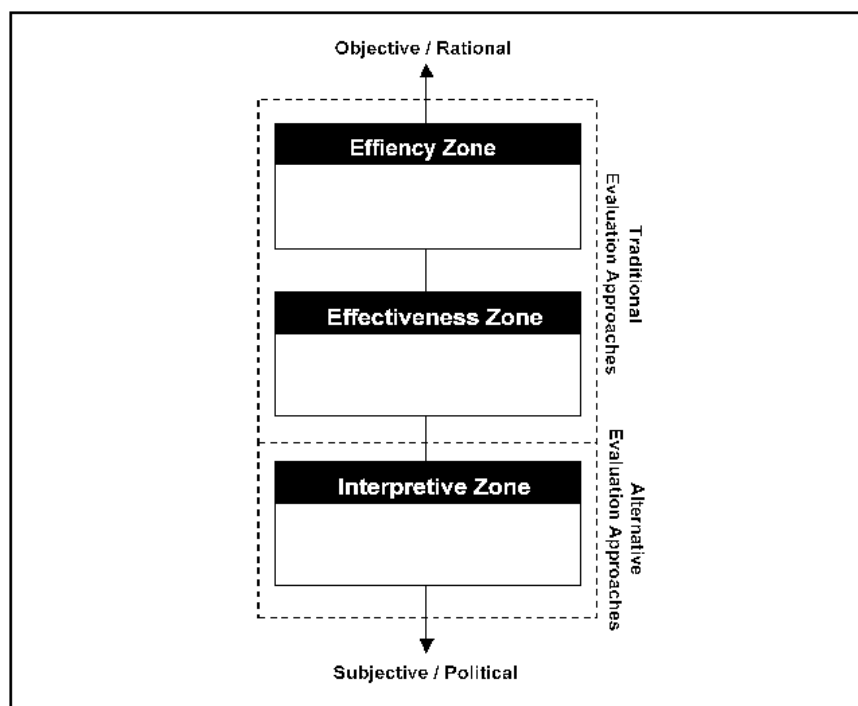 Objective / Rational
Effiency Zone
Traditional
Evaluation Approaches
Effectiveness Zone
Interpretive Zone
Alternative
Evaluation Approaches
Subjective / Political